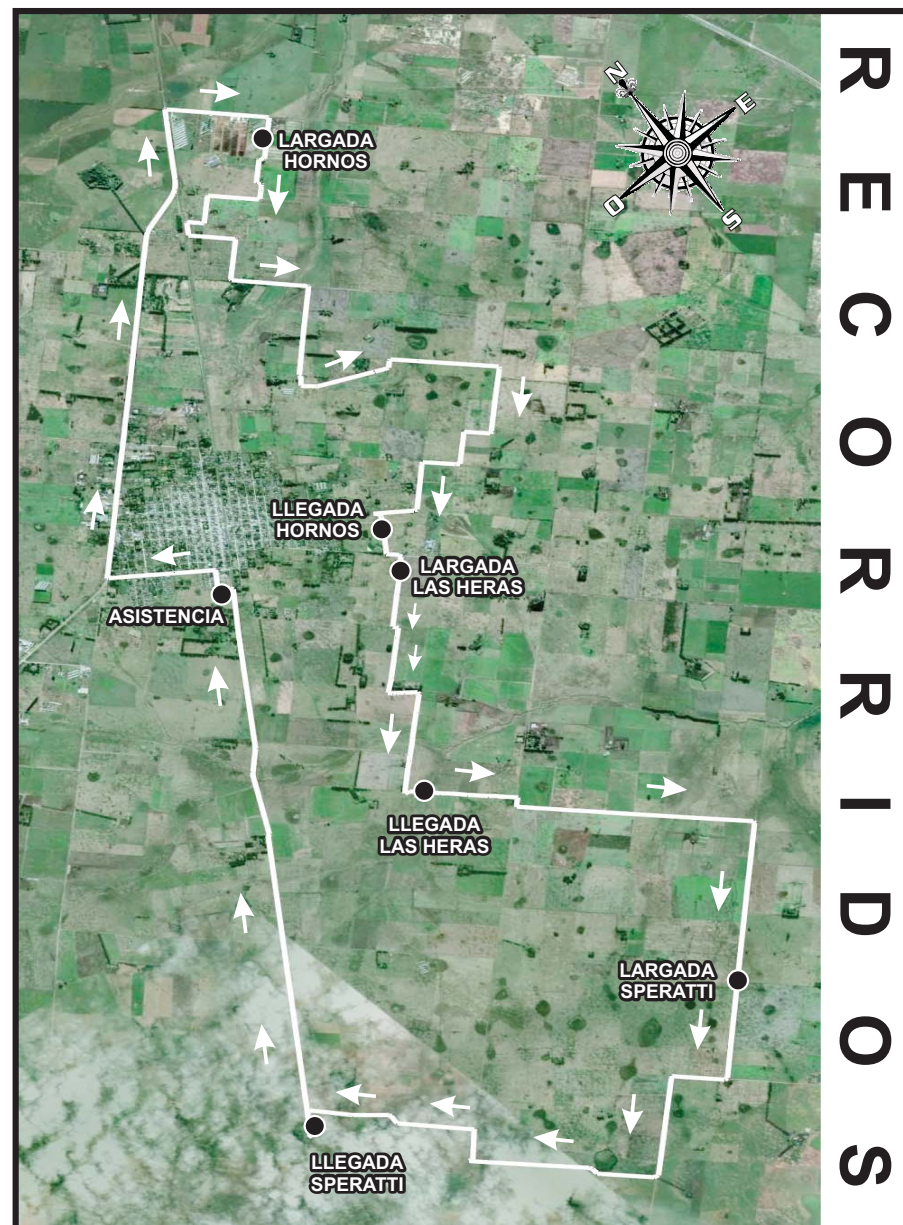 RECORRIDOS
N
E
O
S
LARGADA
HORNOS
LLEGADA
HORNOS
LARGADA
LAS HERAS
ASISTENCIA
LLEGADA
LAS HERAS
LARGADA
SPERATTI
LLEGADA
SPERATTI